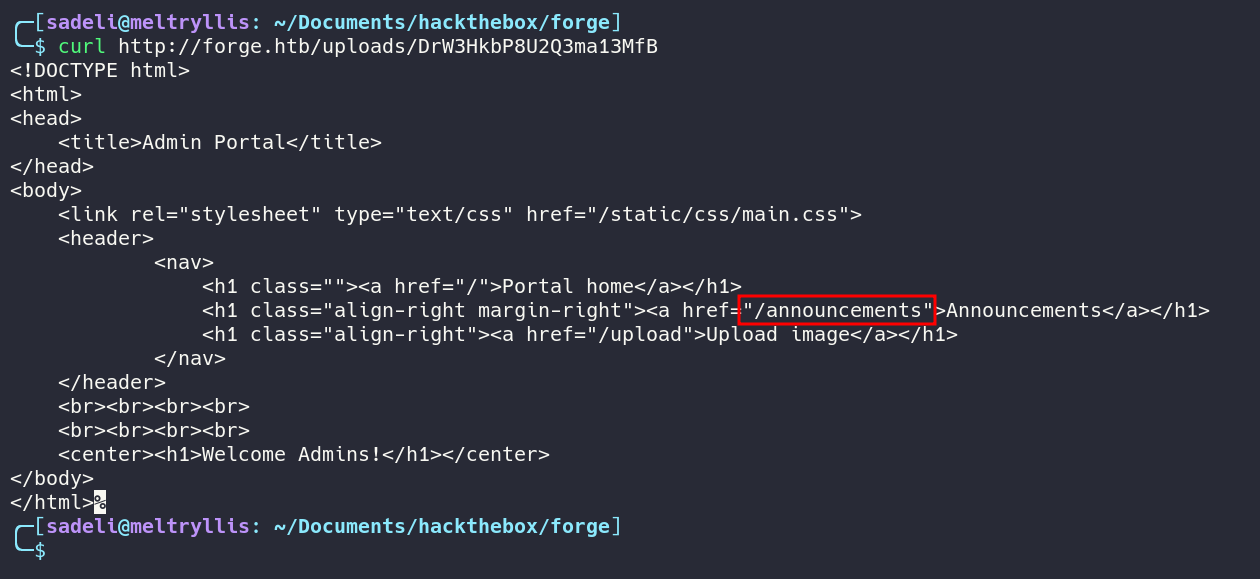 [sadeli@meltryllis: ~/Documents/hackthebox/forge]
$ curl http://forge.htb/uploads/DrW3HkbP8U2Q3ma13MfB
<!DOCTYPE html>
<html>
<head>
    <title>Admin Portal</title>
</head>
<body>
    <link rel="stylesheet" type="text/css" href="/static/css/main.css">
    <header>
            <nav>
                <h1 class=""><a href="/">Portal home</a></h1>
                <h1 class="align-right margin-right"><a href="/announcements">Announcements</a></h1>
                <h1 class="align-right"><a href="/upload">Upload image</a></h1>
            </nav>
    </header>
    <br><br><br><br>
    <br><br><br><br>
    <center><h1>Welcome Admins!</h1></center>
</body>
</html>%
[sadeli@meltryllis: ~/Documents/hackthebox/forge]
$